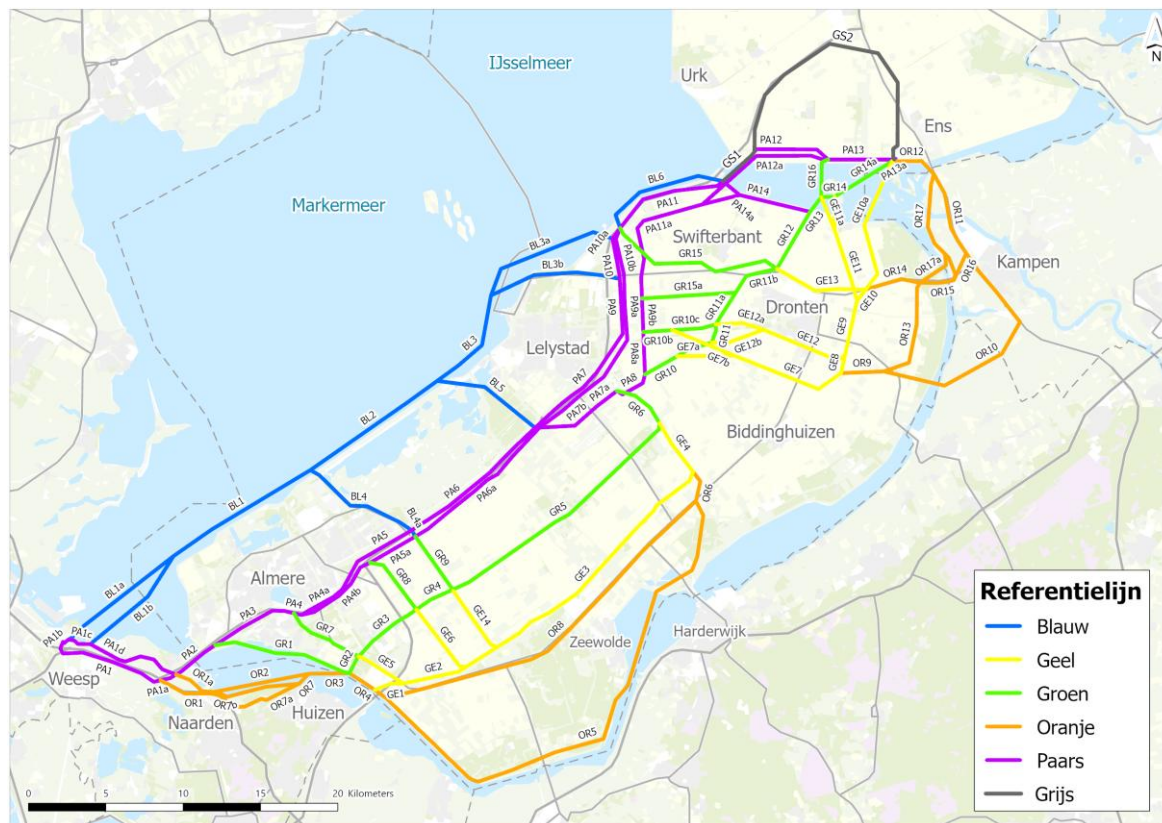 GS2
N
IJsselmeer
Urk
Ens
PA12
PA13
OR12
GS1
PA12a
GR16
GR14a
PA13a
BL6
PA14
GR14
PA11
PA14a
GR13
GE11a
GE10a
OR17
OR11
Markermeer
BL3a
PA10a
PA11a
Swifterbant
GR12
BL3b
PA10
PA10b
GR15
GE11
OR17a
OR16
Kampen
GR11b
GE13
GE10
OR14
OR15
PA9
PA9a
PA9b
GR15a
GR11a
Dronten
BL3
Lelystad
GR10c
GE12a
GE9
OR13
OR10
GR10b
GE7a
GR11
GE12b
GE12
PA8a
GE7b
GE7
GE8
OR9
BL5
PA7
PA7a
PA8
GR10
BL2
PA7b
GR6
Biddinghuizen
GE4
PA6
PA6a
OR6
BL1
BL4
BL4a
GR5
PA5
PA5a
GR9
Almere
GR8
GR4
GE3
BL1a
PA4a
PA4b
BL1b
PA3
PA4
GR3
GE14
PA1b
PA1c
PA1d
GR7
GE6
OR8
Zeewolde
Harderwijk
PA2
GR1
GR2
PA1
Weesp
PA1a
OR1a
OR2
OR3
GE5
GE2
OR1
OR7b
OR7a
OR7
OR4
GE1
Naarden
Huizen
OR5
Referentielijn
Blauw
Geel
Groen
Oranje
Paars
Grijs
0 5 10 15 20 Kilometers